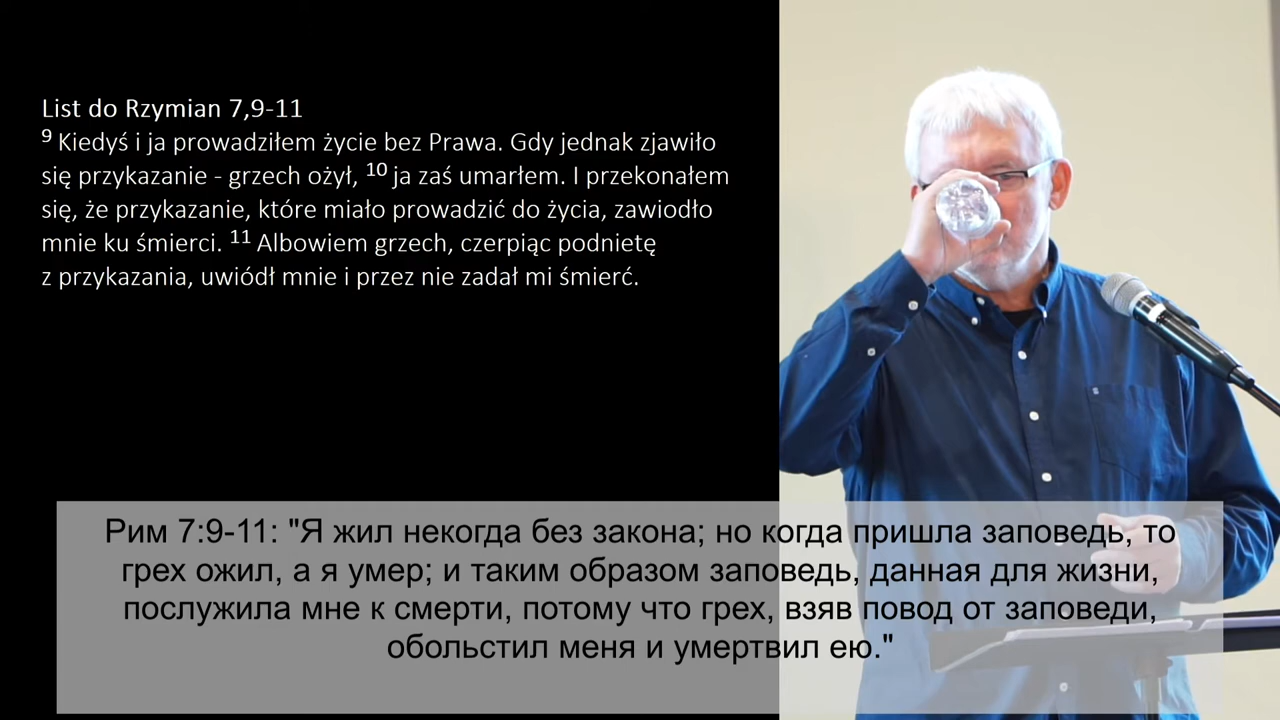 List do Rzymian 7,9-11
9 Kiedyś i ja prowadziłem życie bez Prawa. Gdy jednak zjawiło
się przykazanie - grzech ożył, 10 ja zaś umarłem. I przekonałem
się, że przykazanie, które miało prowadzić do życia, zawiodło
mnie ku śmierci. 11 Albowiem grzech, czerpiąc podnietę
z przykazania, uwiódł mnie i przez nie zadał mi śmierć.
Рим 7:9-11: "Я жил некогда без закона; но когда пришла заповедь, то
грех ожил, а я умер; и таким образом заповедь, данная для жизни,
послужила мне к смерти, потому что грех, взяв повод от заповеди,
обольстил меня и умертвил ею."